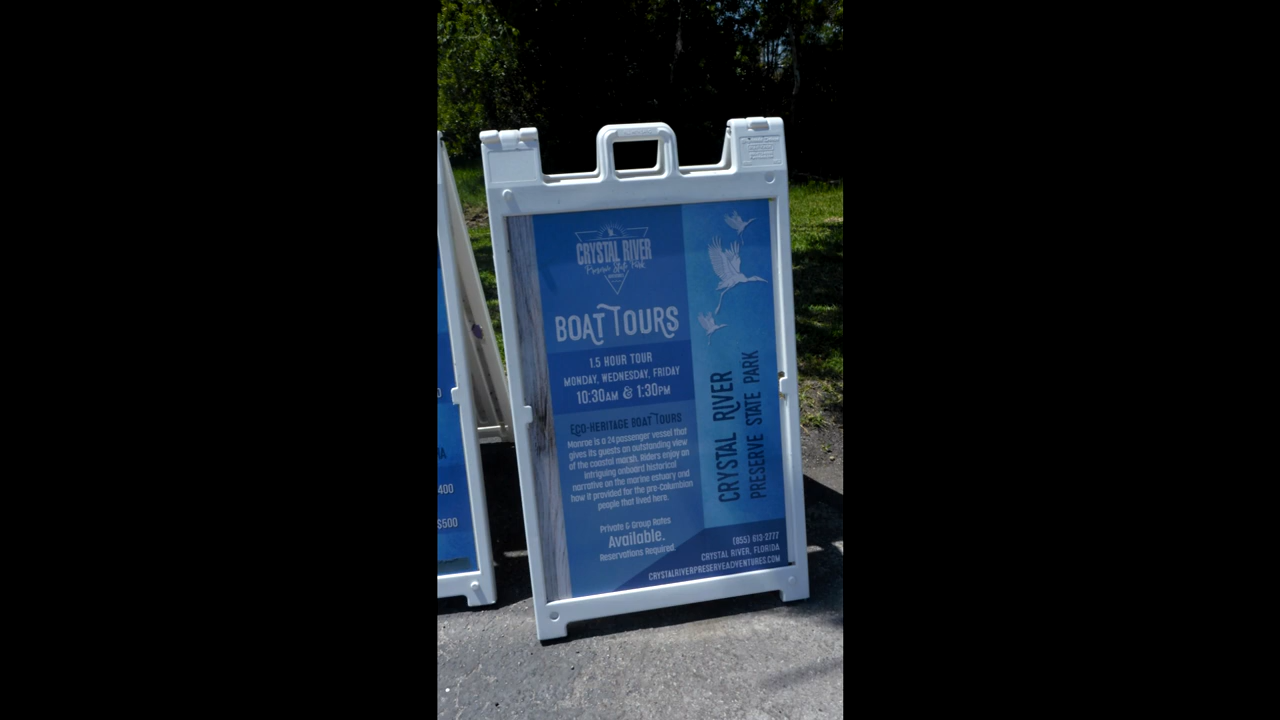 CRYSTAL RIVER
Preserve State Park
BOAT TOURS
1.5 HOUR TOUR
MONDAY, WEDNESDAY, FRIDAY
10:30AM & 1:30PM
ECO-HERITAGE BOAT TOURS
Monroe is a 24 passenger vessel that
gives its guests an outstanding view
of the coastal marsh. Riders enjoy an
intriguing onboard historical
narrative on the marine estuary and
how it provided for the pre-Columbian
people that lived here.
Private & Group Rates
Available.
Reservations Required.
CRYSTAL RIVER
PRESERVE STATE PARK
(855) 613-2777
CRYSTAL RIVER, FLORIDA
CRYSTALRIVERPRESERVEADVENTURES.COM
400
$500